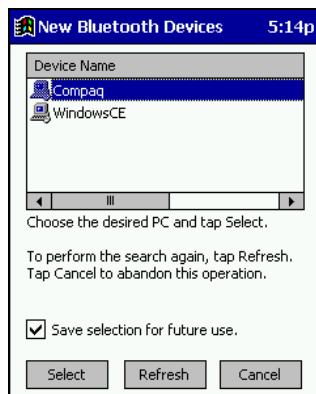 New Bluetooth Devices 5:14p
Device Name
Compaq
WindowsCE
Choose the desired PC and tap Select.
To perform the search again, tap Refresh.
Tap Cancel to abandon this operation.
Save selection for future use.
Select Refresh Cancel